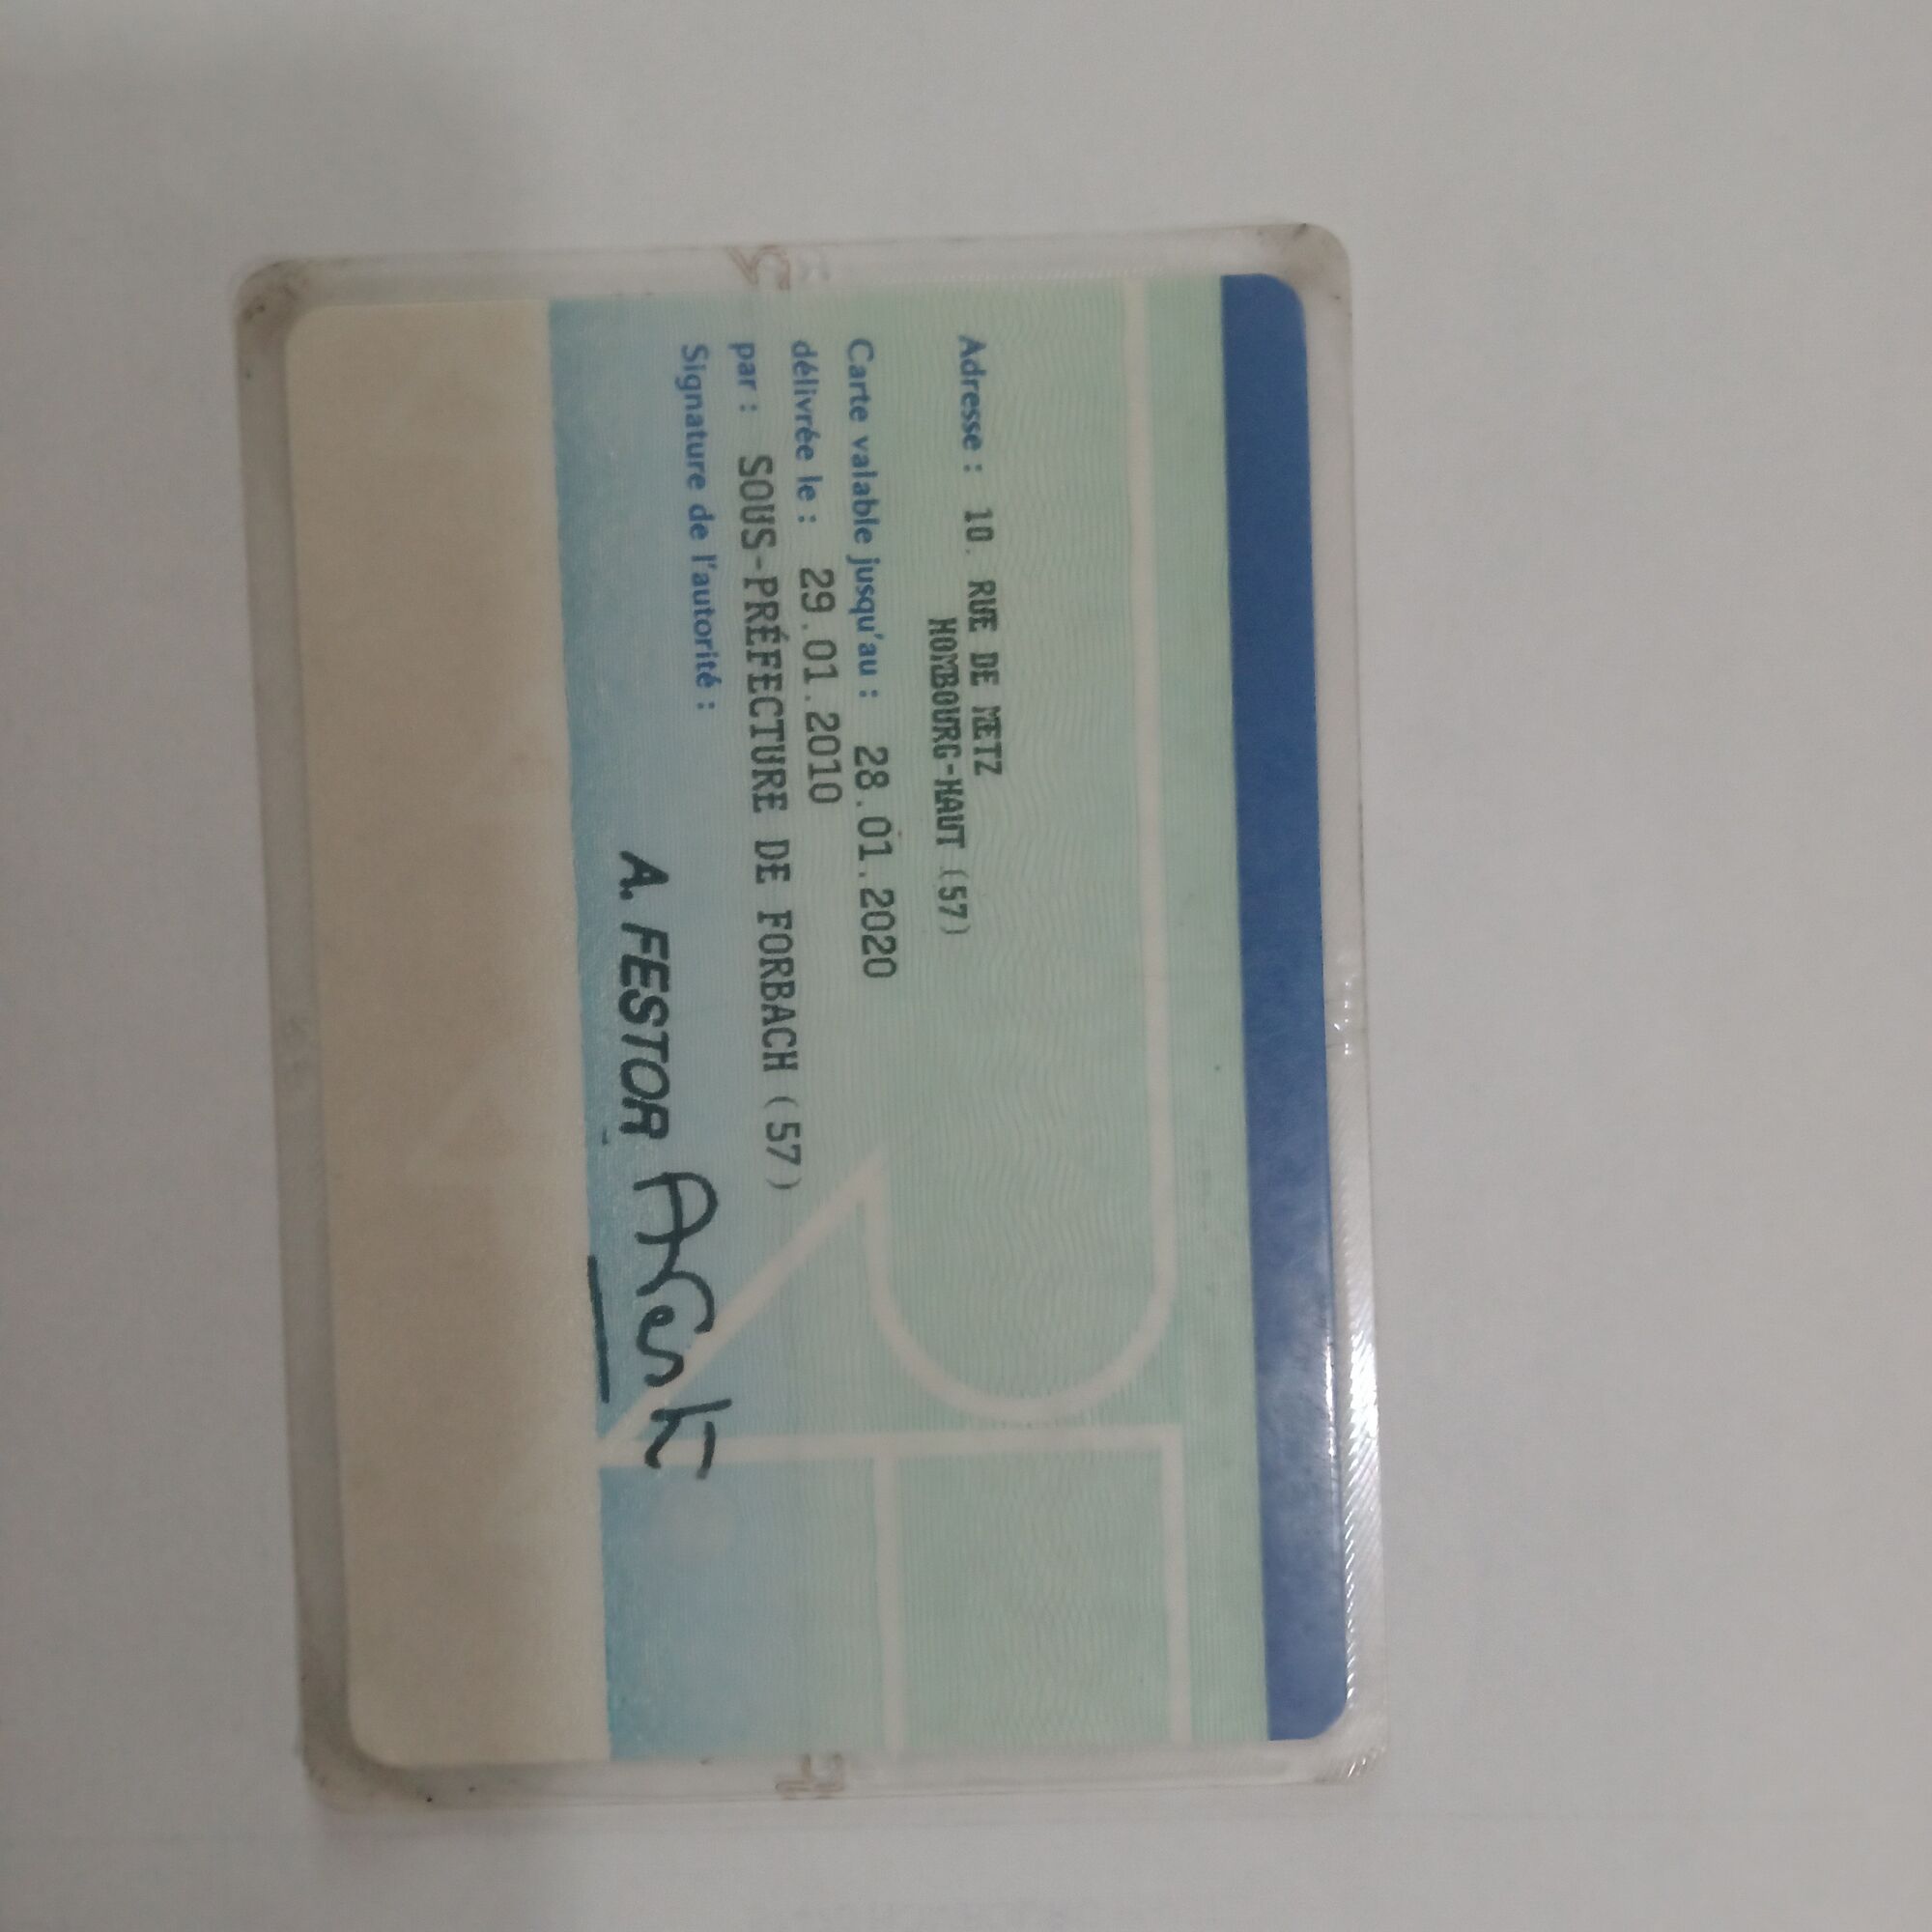 Adresse : 10. RUE DE METZ
HOMBOURG-HAUT (57)
Carte valable jusqu'au : 28.01.2020
délivrée le : 29.01.2010
par : SOUS-PRÉFECTURE DE FORBACH (57)
Signature de l'autorité :
A. FESTOR